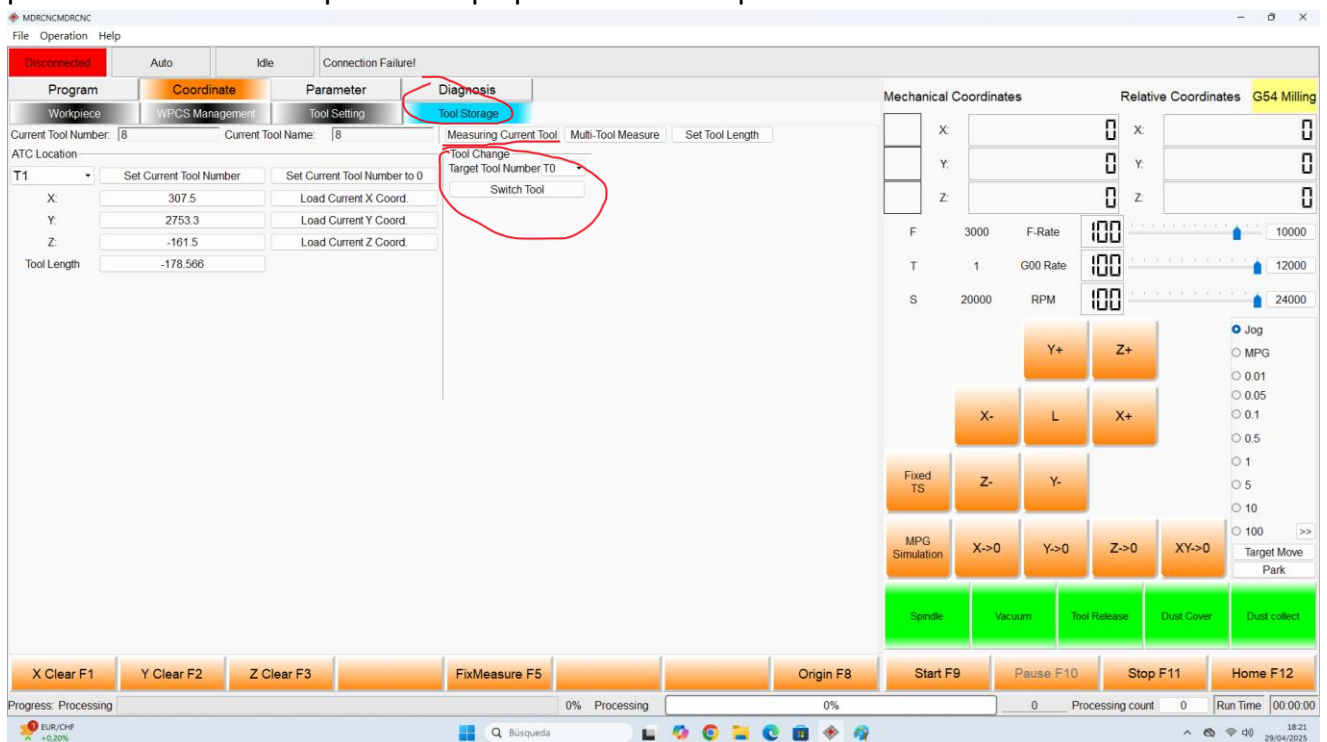 MDRCNCMDRCNC
File Operation Help
Disconnected Auto Idle Connection Failure!
Program Coordinate Parameter Diagnosis
Workpiece WPCS Management Tool Setting Tool Storage
Current Tool Number: 8 Current Tool Name: 8 Measuring Current Tool Multi-Tool Measure Set Tool Length
ATC Location
T1 Set Current Tool Number Set Current Tool Number to 0
X: 307.5 Load Current X Coord.
Y: 2753.3 Load Current Y Coord.
Z: -161.5 Load Current Z Coord.
Tool Length -178.566
Tool Change
Target Tool Number T0
Switch Tool
Mechanical Coordinates Relative Coordinates G54 Milling
X: 0 X: 0
Y: 0 Y: 0
Z: 0 Z: 0
F 3000 F-Rate 100 10000
T 1 G00 Rate 100 12000
S 20000 RPM 100 24000
Y+ Z+
X- L X+
Fixed TS Z- Y-
MPG Simulation X->0 Y->0 Z->0 XY->0
Jog
MPG
0.01
0.05
0.1
0.5
1
5
10
100 >>
Target Move
Park
Spindle Vacuum Tool Release Dust Cover Dust collect
X Clear F1 Y Clear F2 Z Clear F3 FixMeasure F5 Origin F8 Start F9 Pause F10 Stop F11 Home F12
Progress: Processing 0% Processing 0% 0 Processing count 0 Run Time 00:00:00
1 EUR/CHF
+0,20%
Búsqueda
18:21
29/04/2025